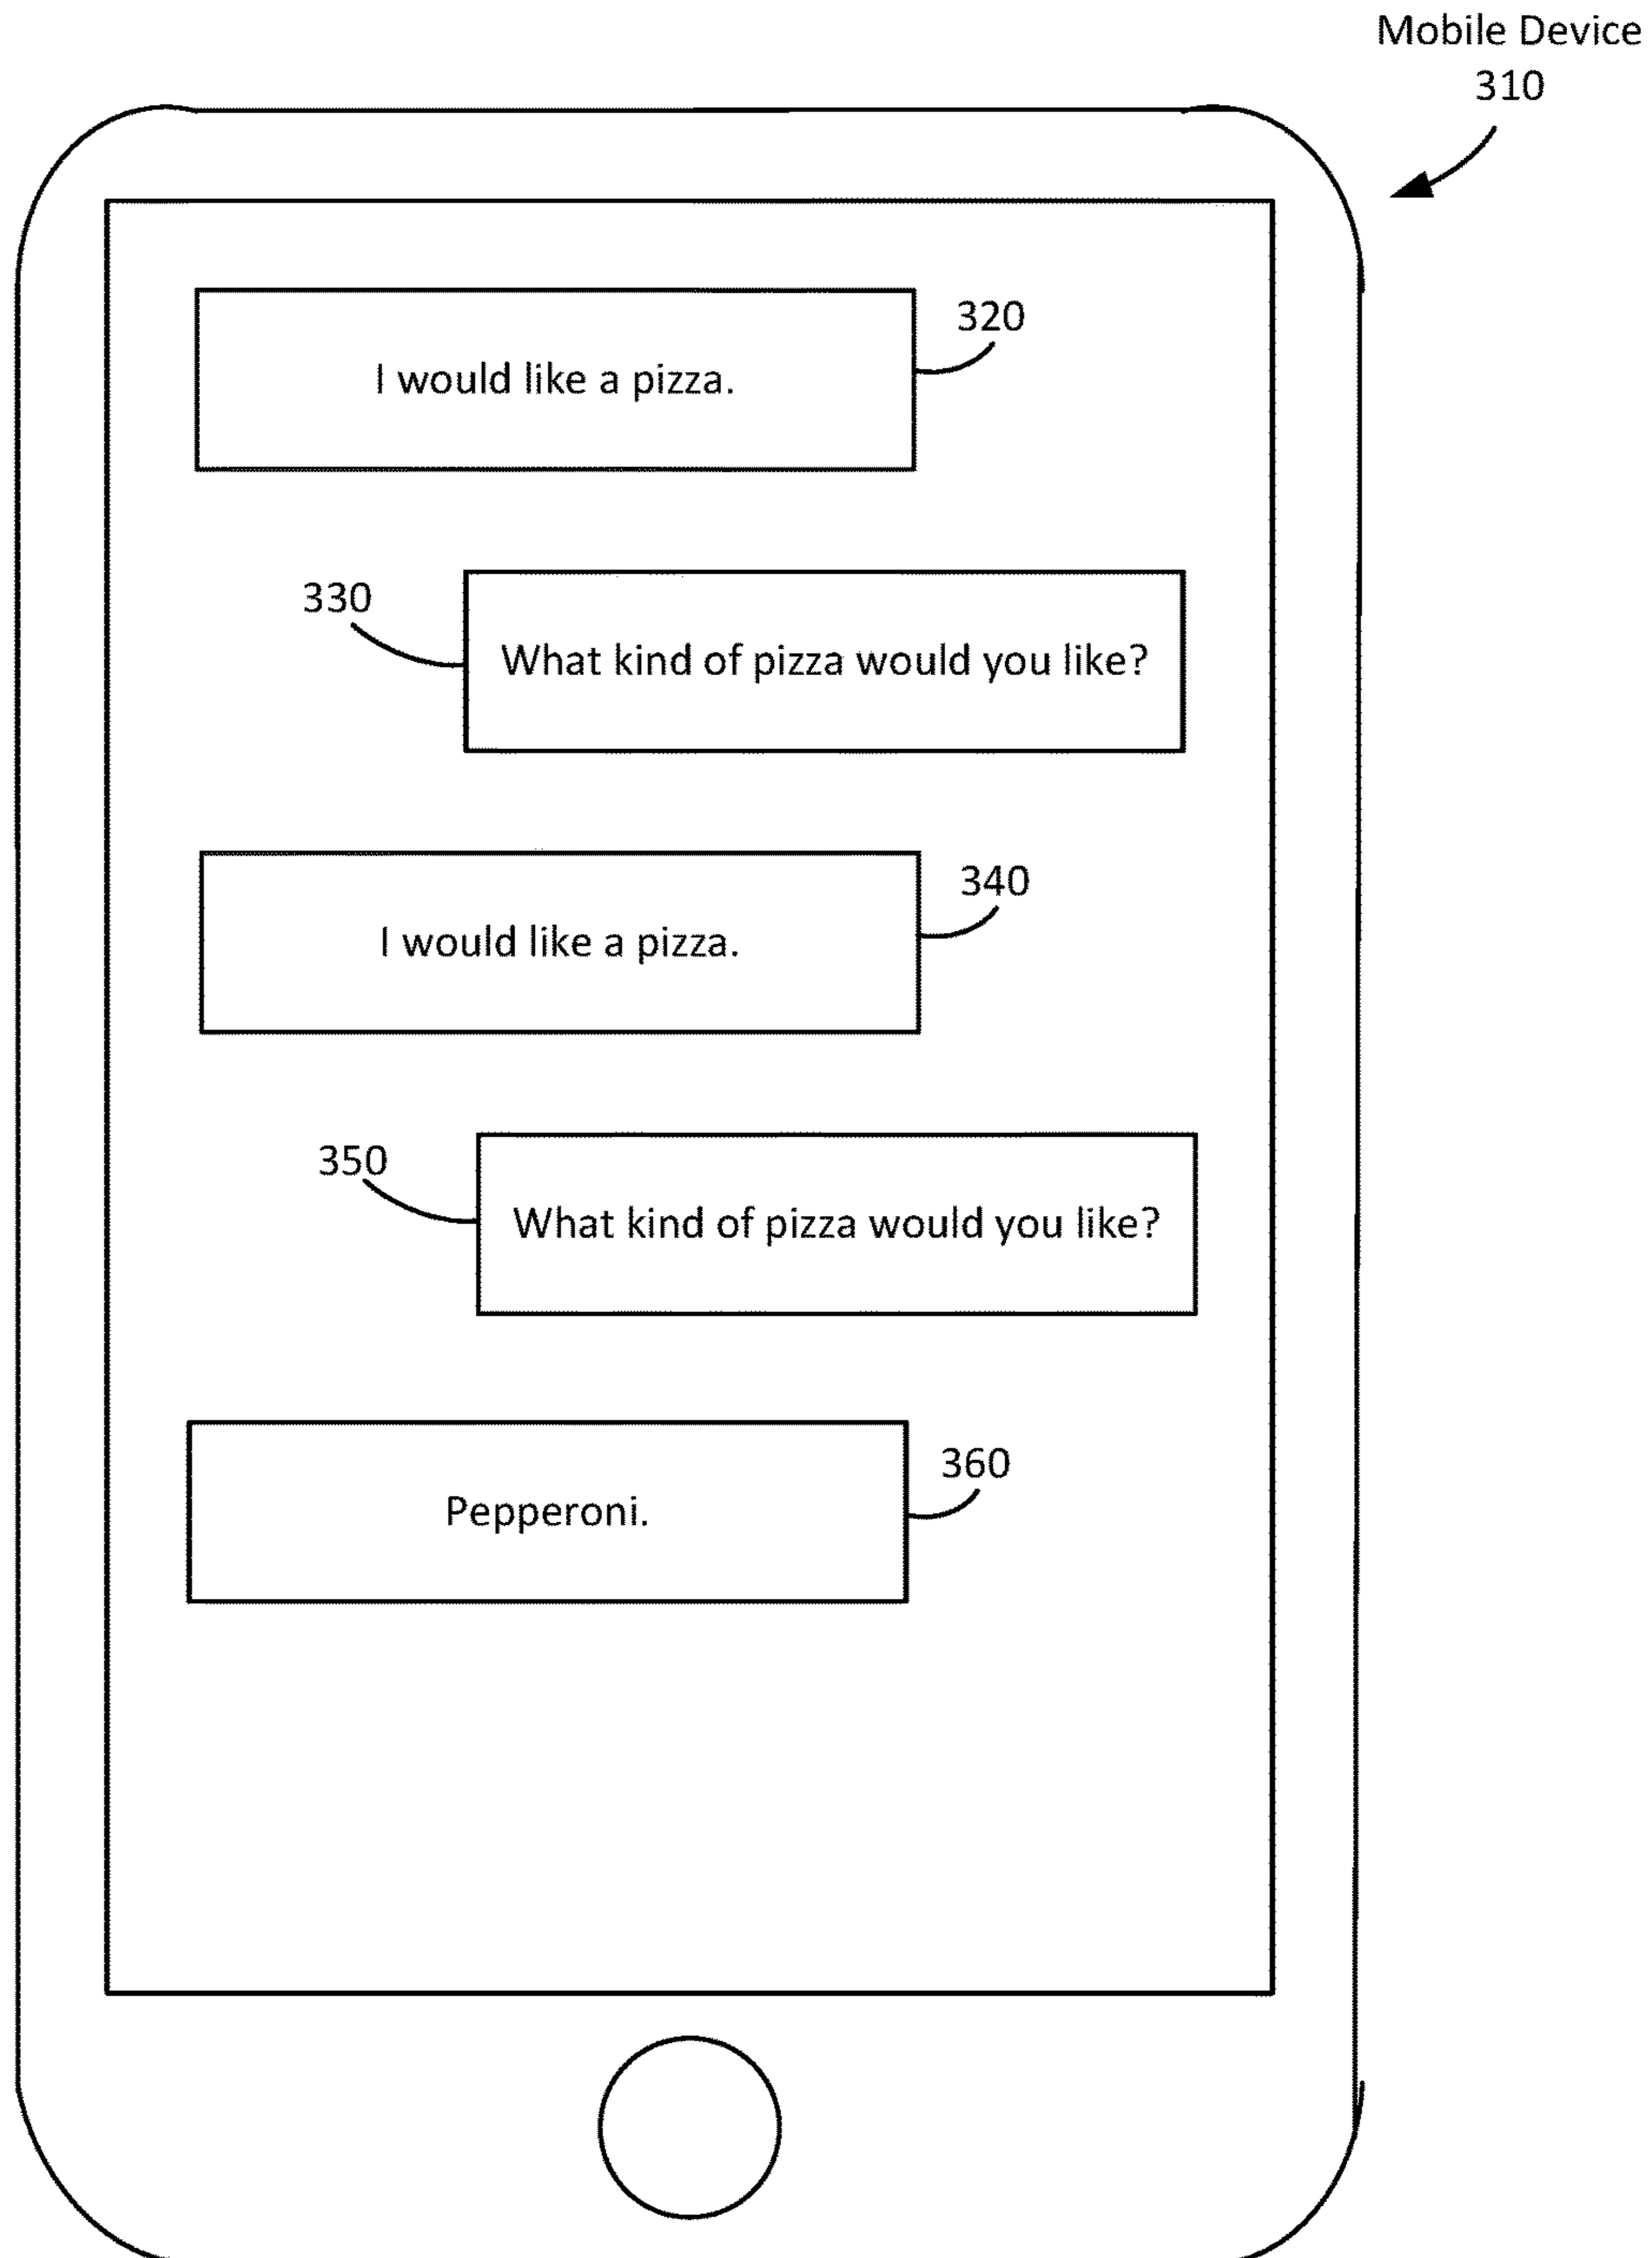 Mobile Device
310
I would like a pizza.
320
330
What kind of pizza would you like?
I would like a pizza.
340
350
What kind of pizza would you like?
Pepperoni.
360